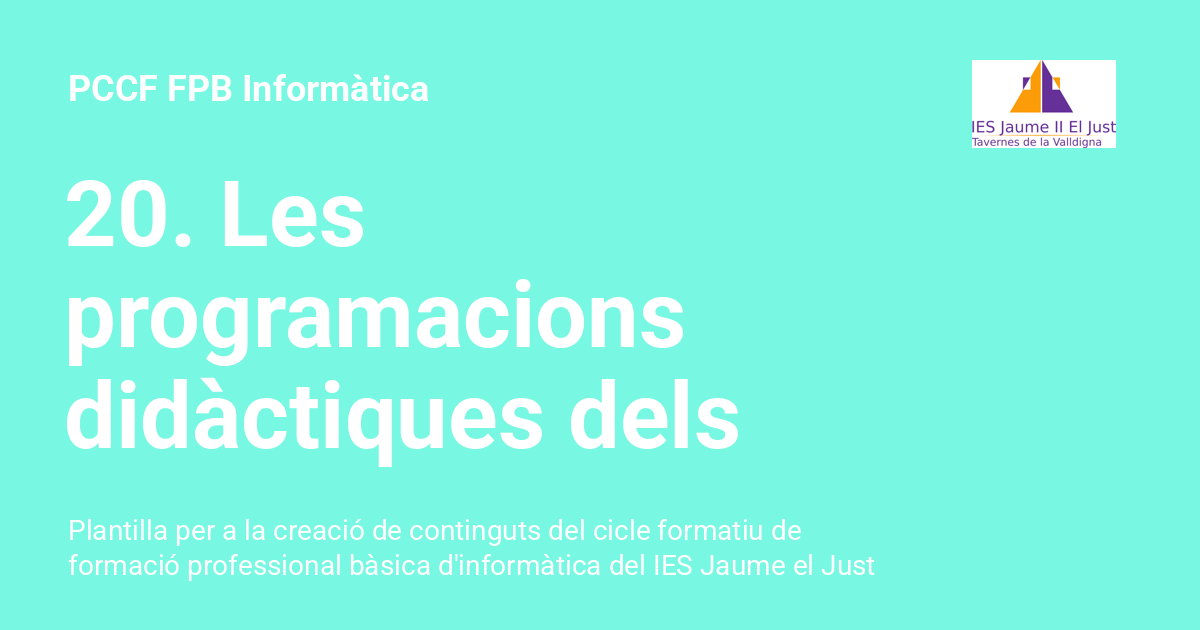 PCCF FPB Informàtica
IES Jaume II El Just
Tavernes de la Valldigna
20. Les
programacions
didàctiques dels
Plantilla per a la creació de continguts del cicle formatiu de
formació professional bàsica d'informàtica del IES Jaume el Just